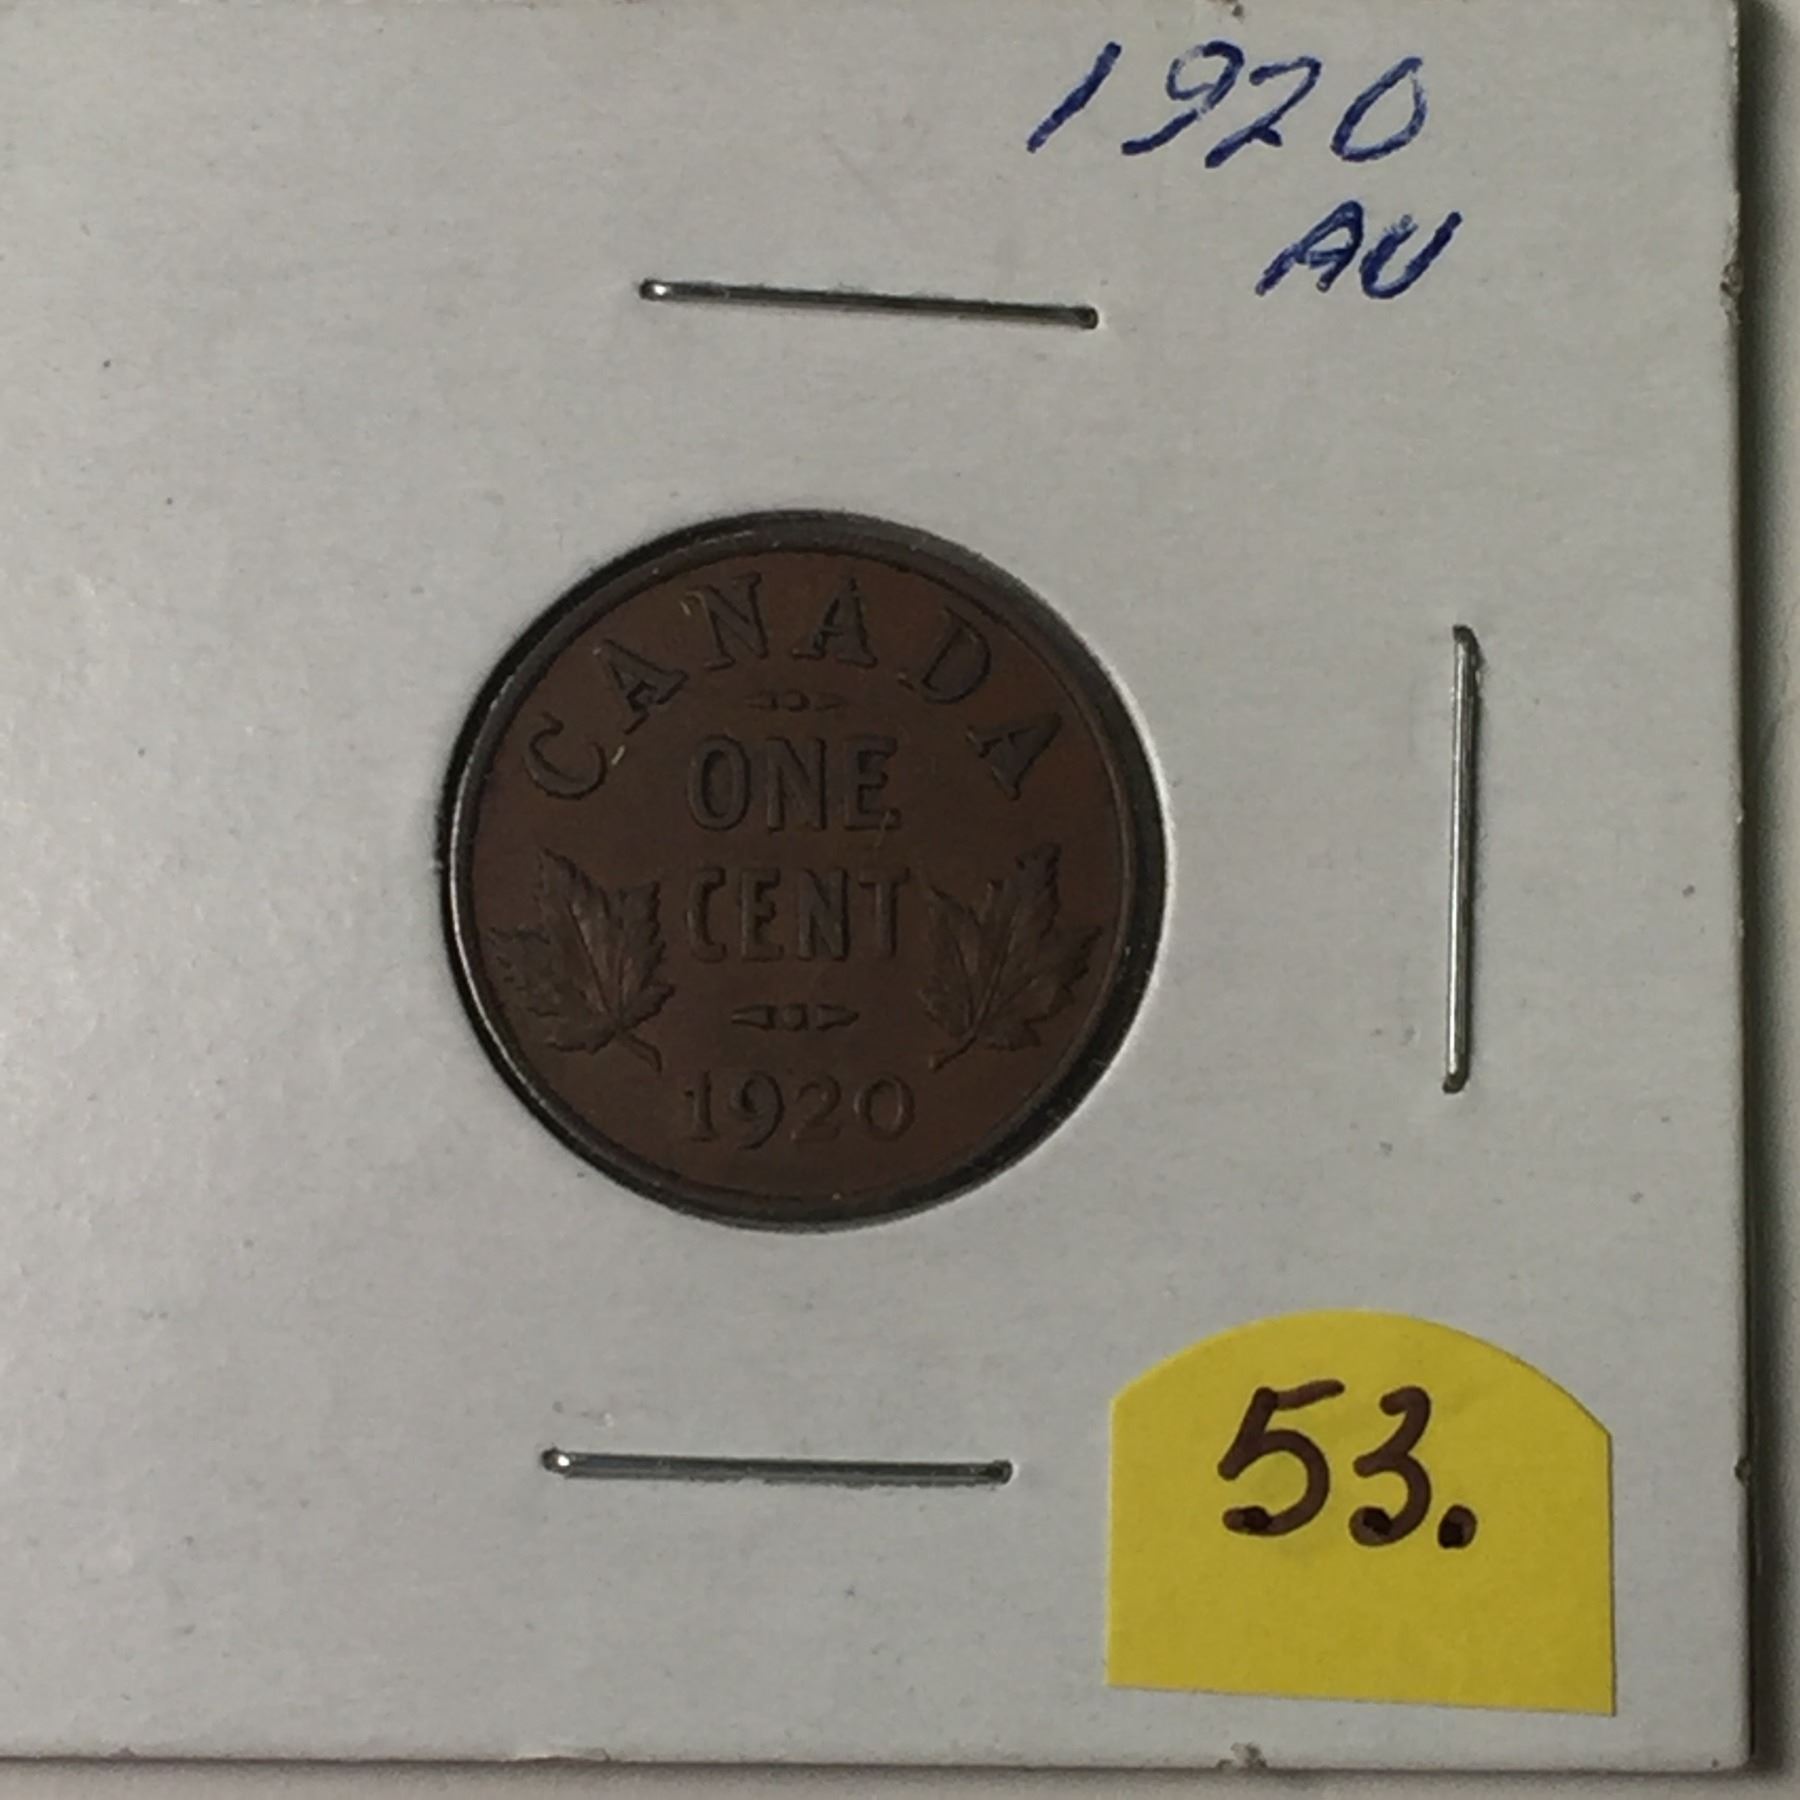 1920
AU
CANADA
ONE
CENT
1920
53.